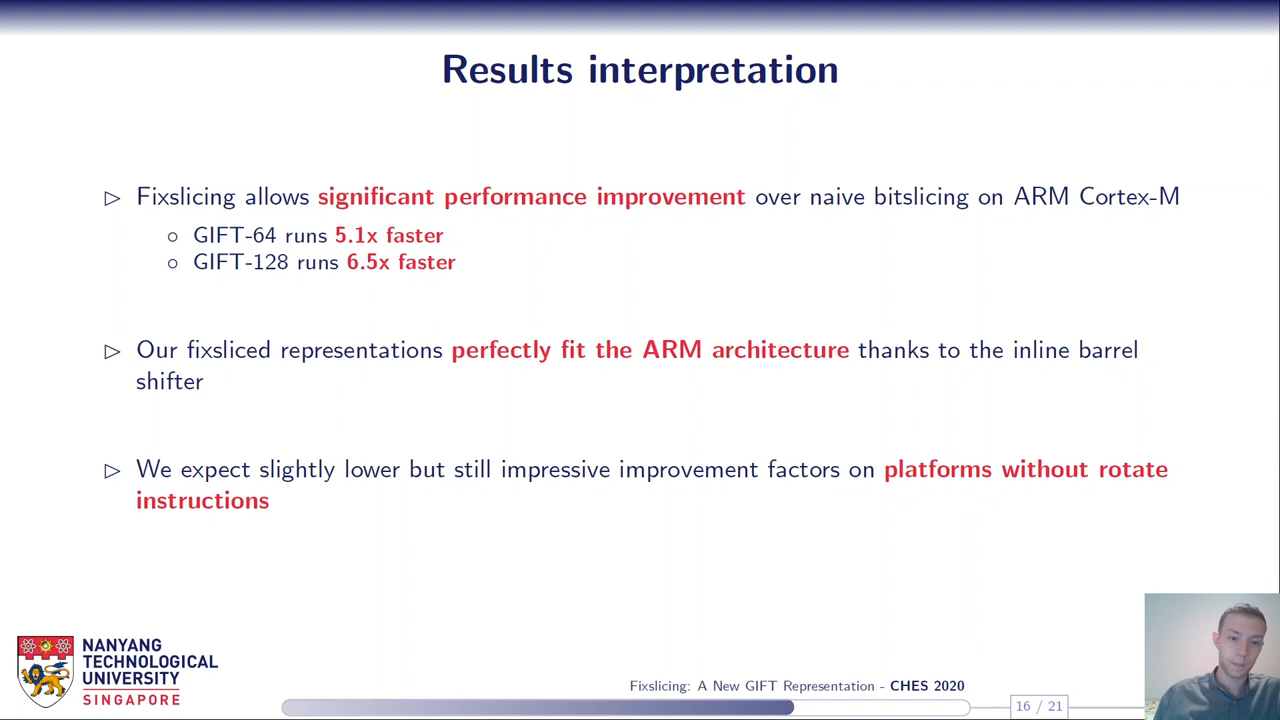 Results interpretation
▷ Fixslicing allows significant performance improvement over naive bitslicing on ARM Cortex-M
○ GIFT-64 runs 5.1x faster
○ GIFT-128 runs 6.5x faster
▷ Our fixsliced representations perfectly fit the ARM architecture thanks to the inline barrel
shifter
▷ We expect slightly lower but still impressive improvement factors on platforms without rotate
instructions
NANYANG
TECHNOLOGICAL
UNIVERSITY
SINGAPORE
Fixslicing: A New GIFT Representation - CHES 2020
16 / 21